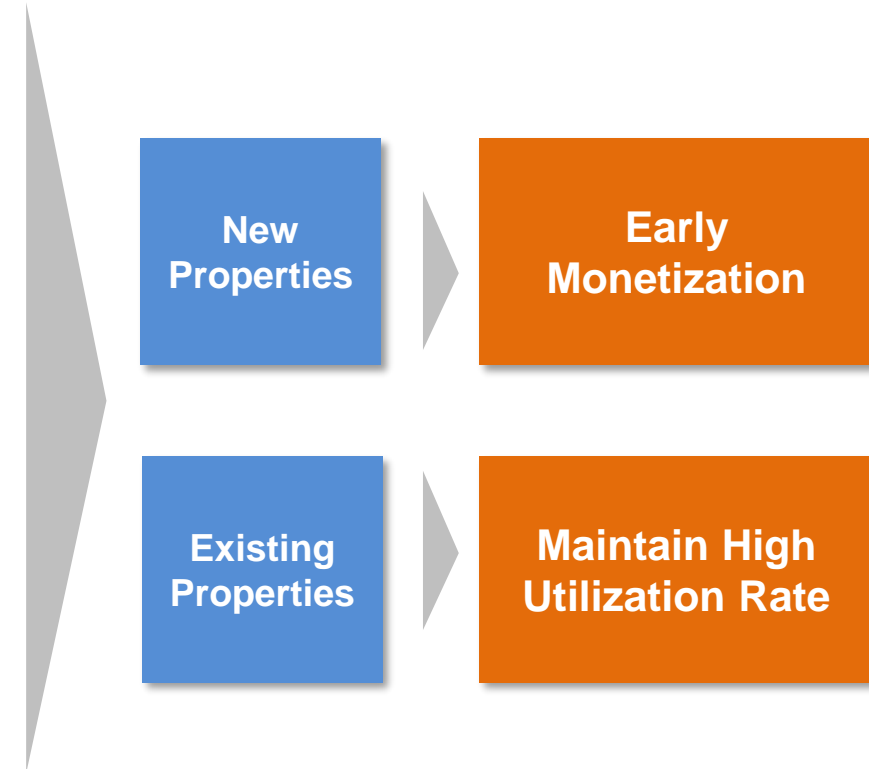 New
Properties
Early
Monetization
Existing
Properties
Maintain High
Utilization Rate